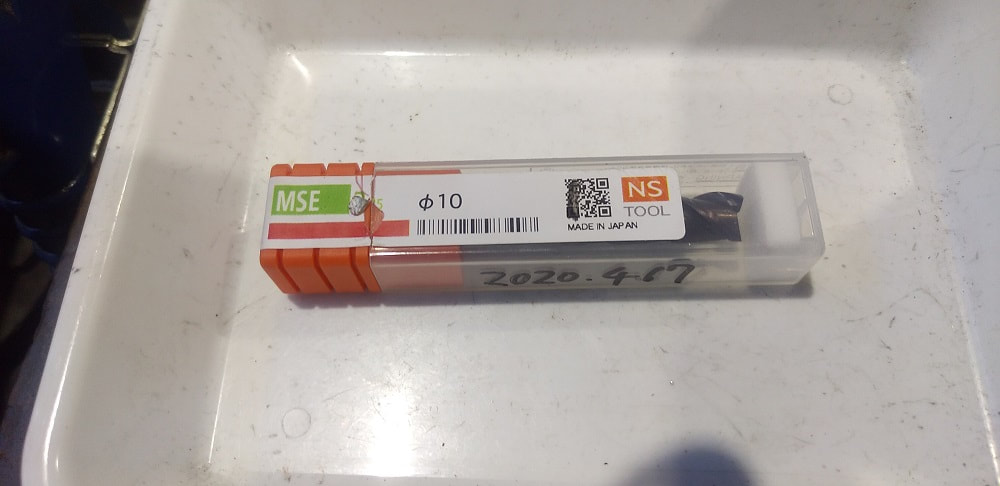 MSE
φ10
NS
TOOL
MADE IN JAPAN
2020.4.17